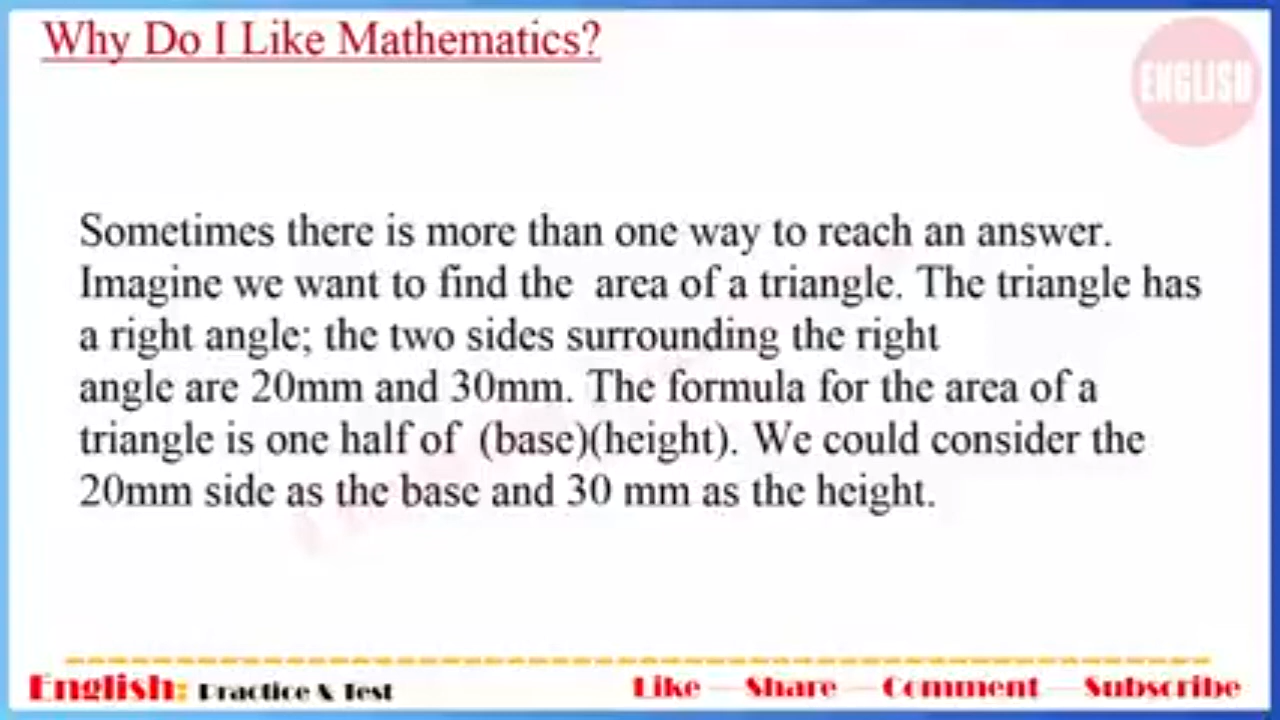 Why Do I Like Mathematics?
ENGLISH
Sometimes there is more than one way to reach an answer.
Imagine we want to find the area of a triangle. The triangle has
a right angle; the two sides surrounding the right
angle are 20mm and 30mm. The formula for the area of a
triangle is one half of (base)(height). We could consider the
20mm side as the base and 30 mm as the height.
English: Practice & Test
Like — Share — Comment — Subscribe